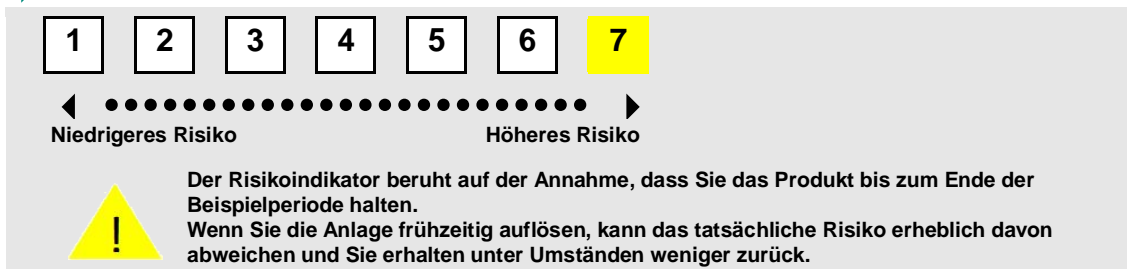 1 2 3 4 5 6 7
Niedrigeres Risiko Höheres Risiko
Der Risikoindikator beruht auf der Annahme, dass Sie das Produkt bis zum Ende der
Beispielperiode halten.
! Wenn Sie die Anlage frühzeitig auflösen, kann das tatsächliche Risiko erheblich davon
abweichen und Sie erhalten unter Umständen weniger zurück.